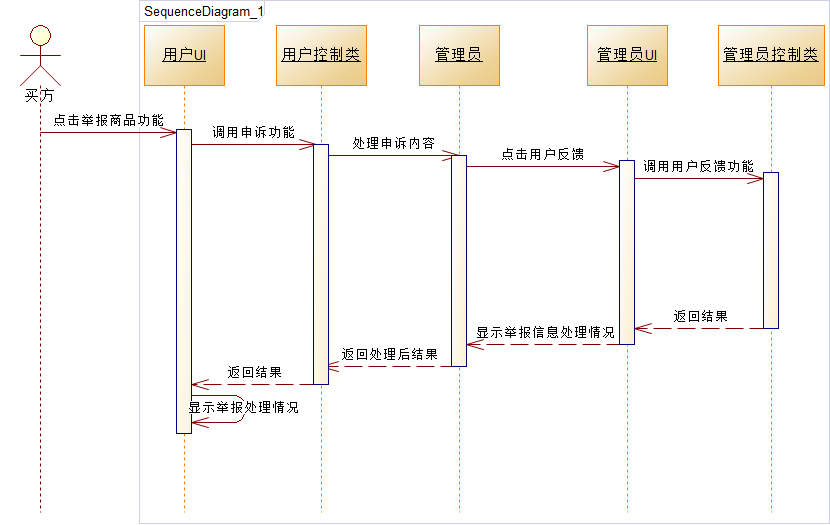 SequenceDiagram_1
用户UI
用户控制类
管理员
管理员UI
管理员控制类
买方
点击举报商品功能
调用申诉功能
处理申诉内容
点击用户反馈
调用用户反馈功能
返回结果
显示举报信息处理情况
返回处理后结果
返回结果
显示举报处理情况